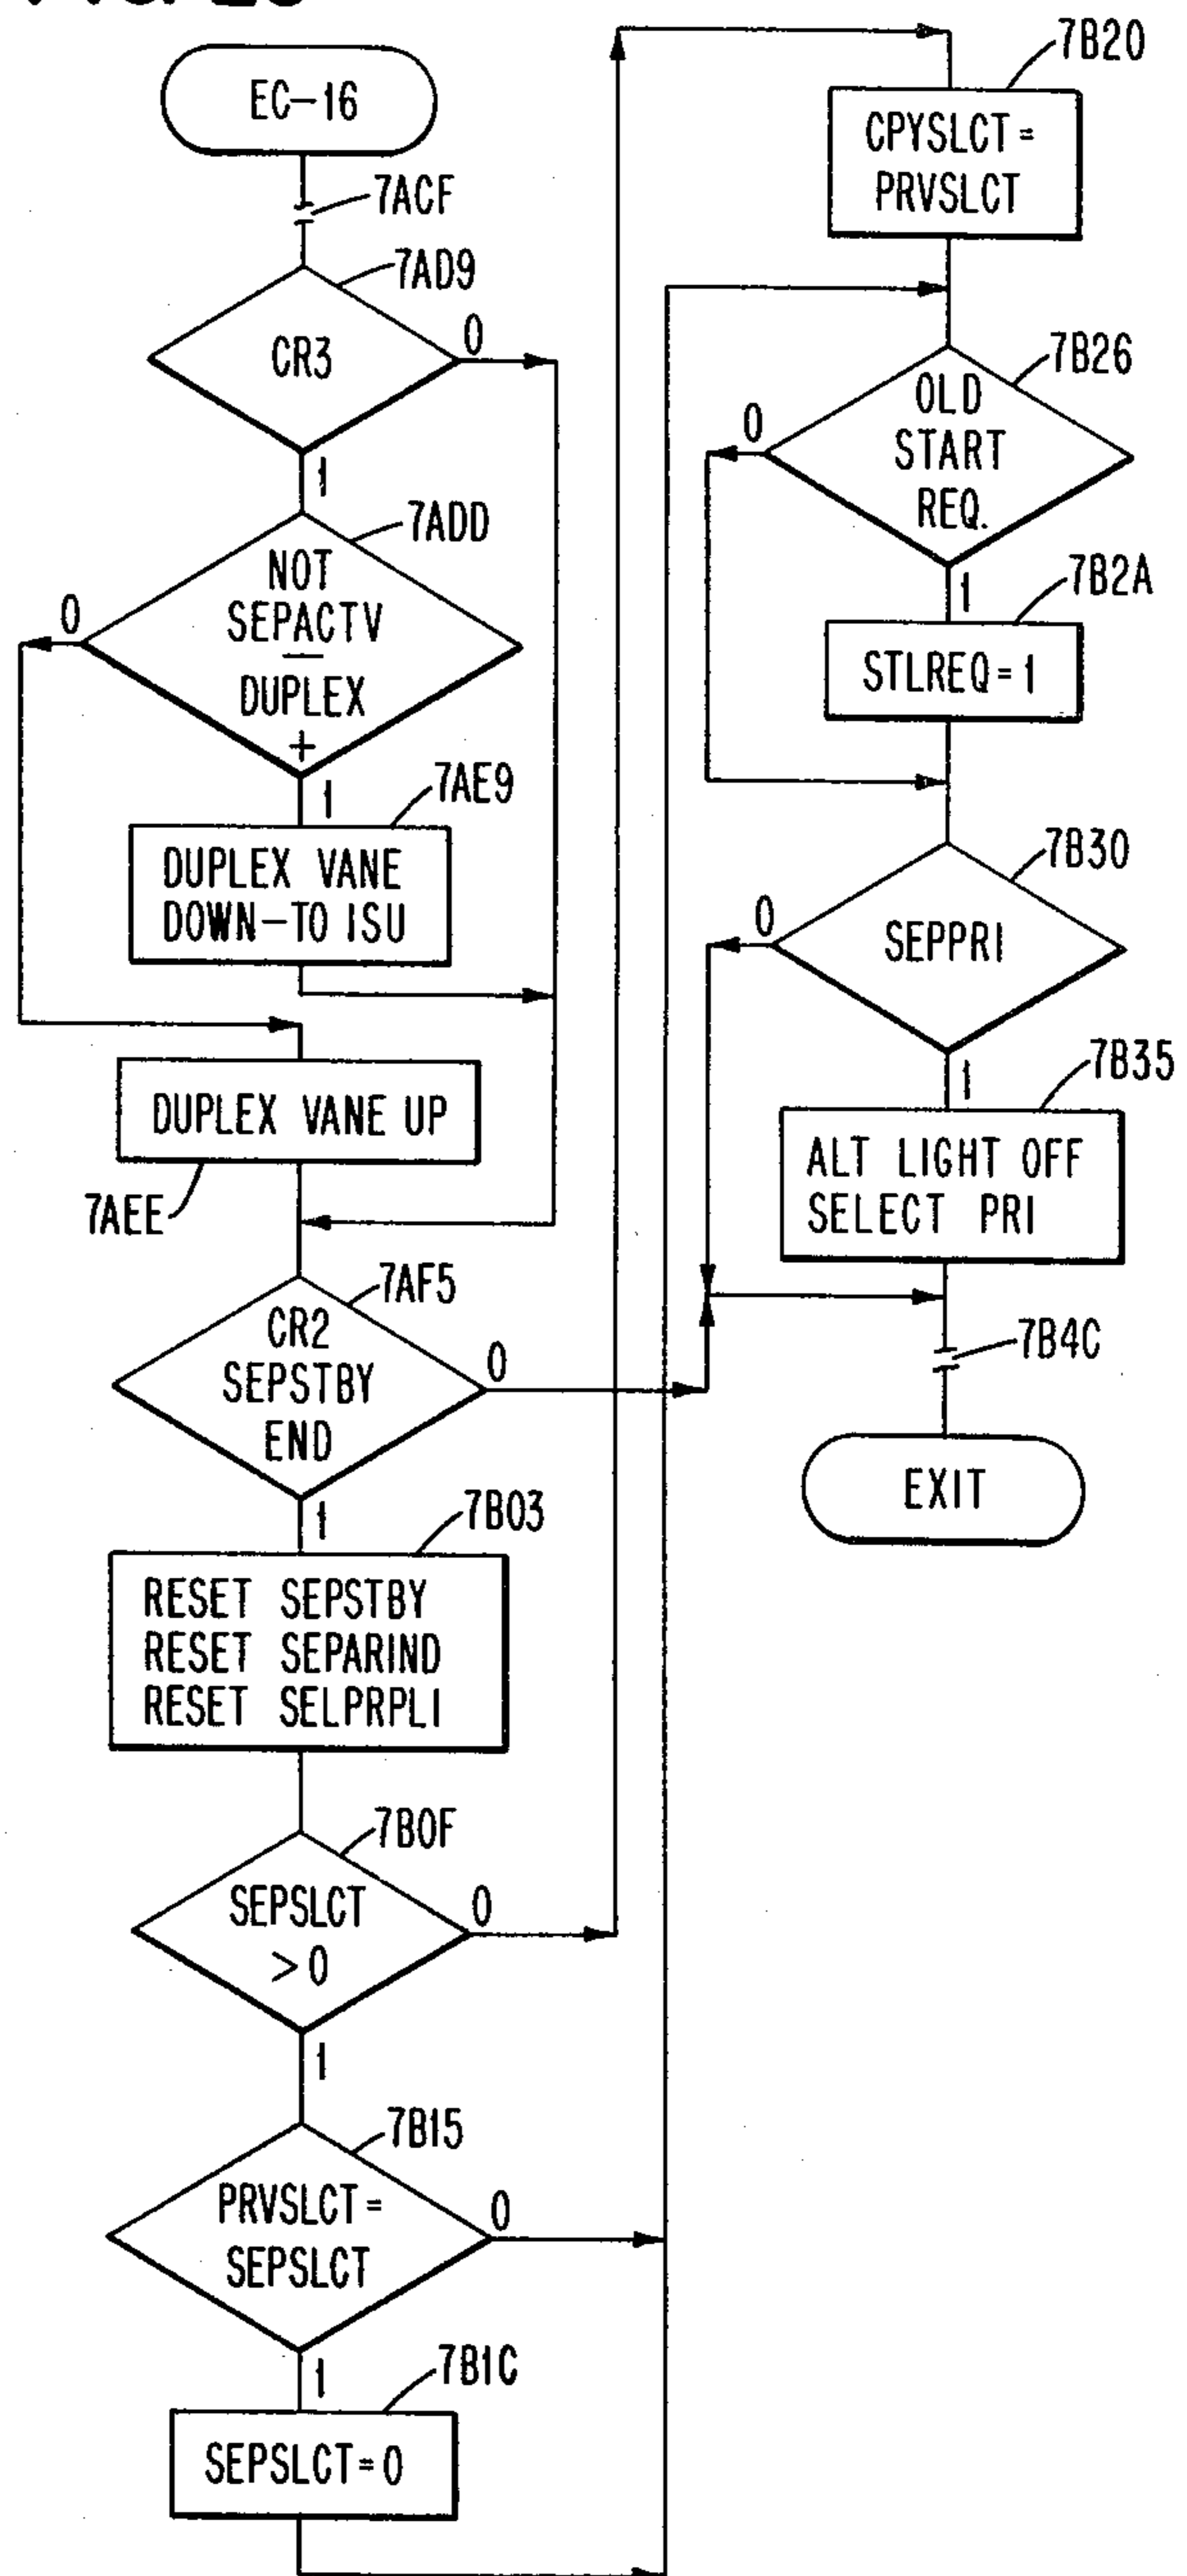 EC-16
7ACF
7AD9
CR3
0
1
7ADD
NOT
SEPACTV
DUPLEX
+
0
1
7AE9
DUPLEX VANE
DOWN-TO ISU
DUPLEX VANE UP
7AEE
7AF5
CR2
SEPSTBY
END
0
1
7B03
RESET SEPSTBY
RESET SEPARIND
RESET SELPRPLI
7B0F
SEPSLCT
>0
0
1
7B15
PRVSLCT=
SEPSLCT
0
1
7B1C
SEPSLCT=0
7B20
CPYSLCT=
PRVSLCT
7B26
OLD
START
REQ.
0
1
7B2A
STLREQ=1
7B30
SEPPRI
0
1
7B35
ALT LIGHT OFF
SELECT PRI
7B4C
EXIT